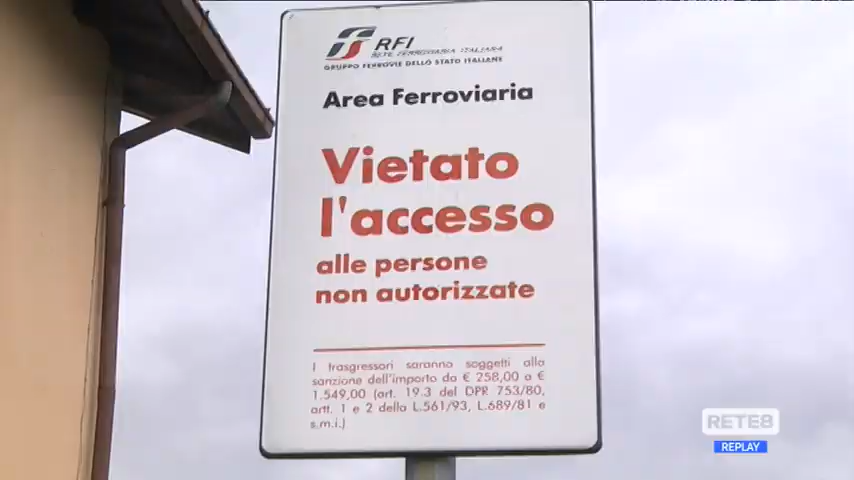 RFI
RETE FERROVIARIA ITALIANA
GRUPPO FERROVIE DELLO STATO ITALIANE
Area Ferroviaria
Vietato
l'accesso
alle persone
non autorizzate
I trasgressori saranno soggetti alla
sanzione dell'importo da € 258,00 a €
1.549,00 (art. 19.3 del DPR 753/80,
artt. 1 e 2 della L.561/93, L.689/81 e
s.m.i.)
RETE8
REPLAY